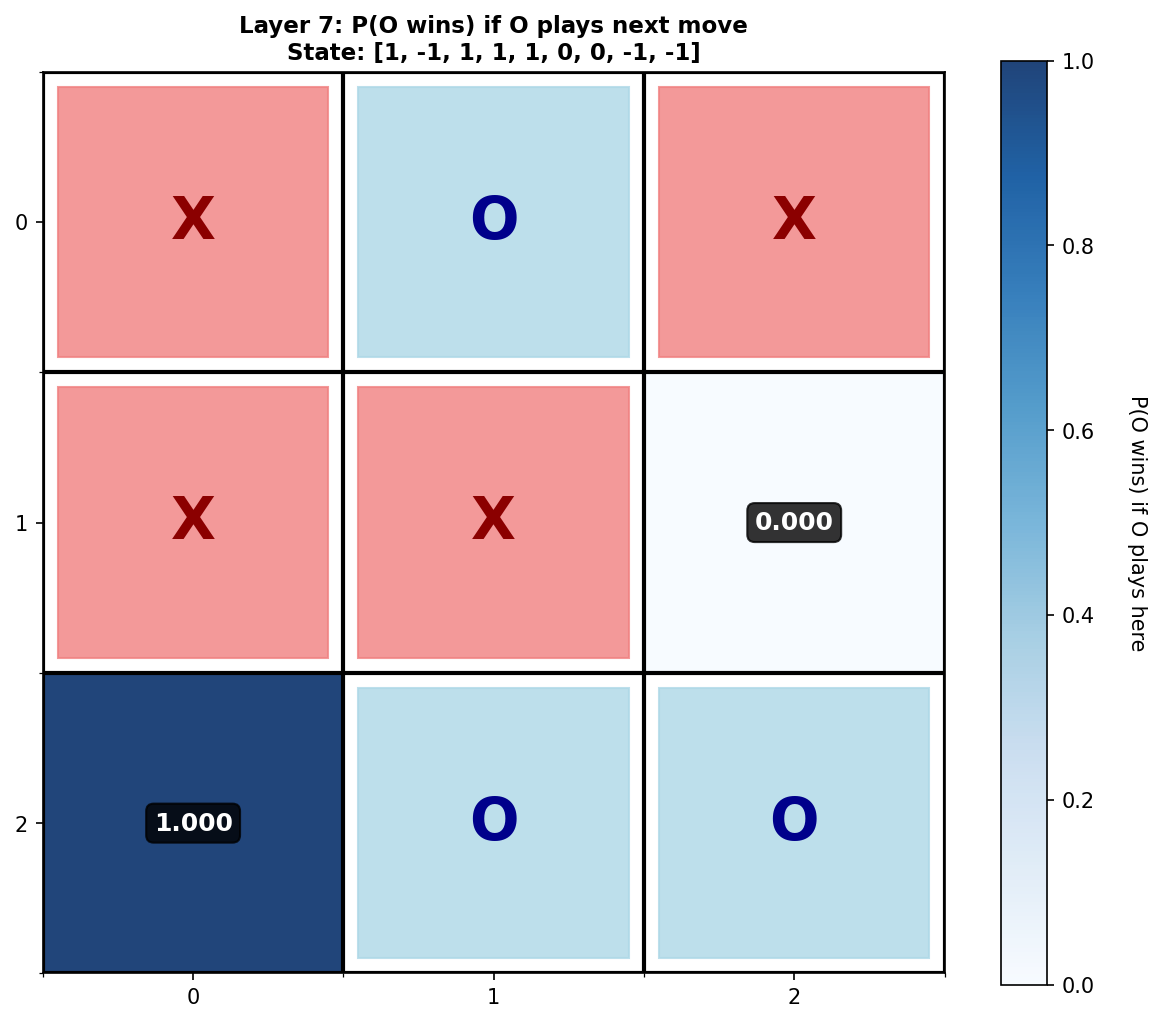 Layer 7: P(O wins) if O plays next move
State: [1, -1, 1, 1, 1, 0, 0, -1, -1]
X
O
X
0
X
X
0.000
1
1.000
O
O
2
0
1
2
1.0
0.8
0.6
0.4
0.2
0.0
P(O wins) if O plays here